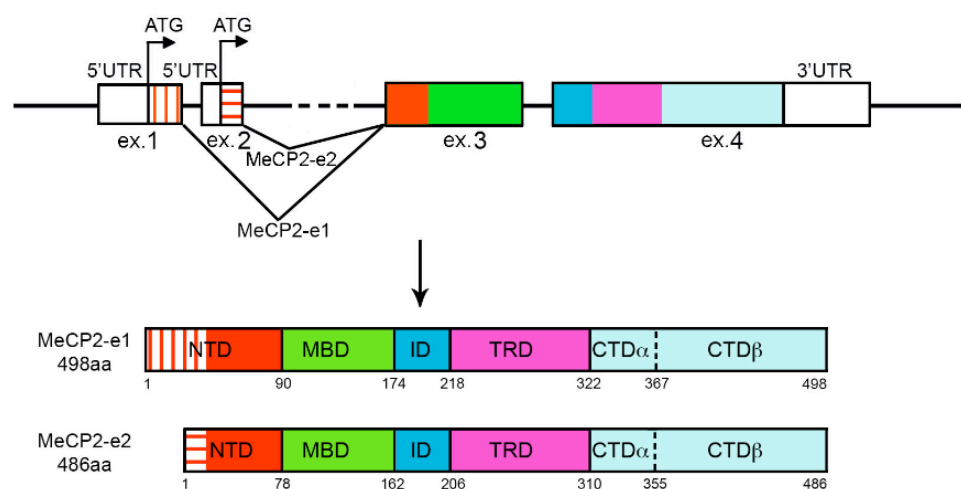 ATG ATG
5'UTR 5'UTR 3'UTR
ex.1 ex.2 ex.3 ex.4
MeCP2-e2
MeCP2-e1
MeCP2-e1
498aa
NTD MBD ID TRD CTDα CTDβ
1 90 174 218 322 367 498
MeCP2-e2
486aa
NTD MBD ID TRD CTDα CTDβ
1 78 162 206 310 355 486